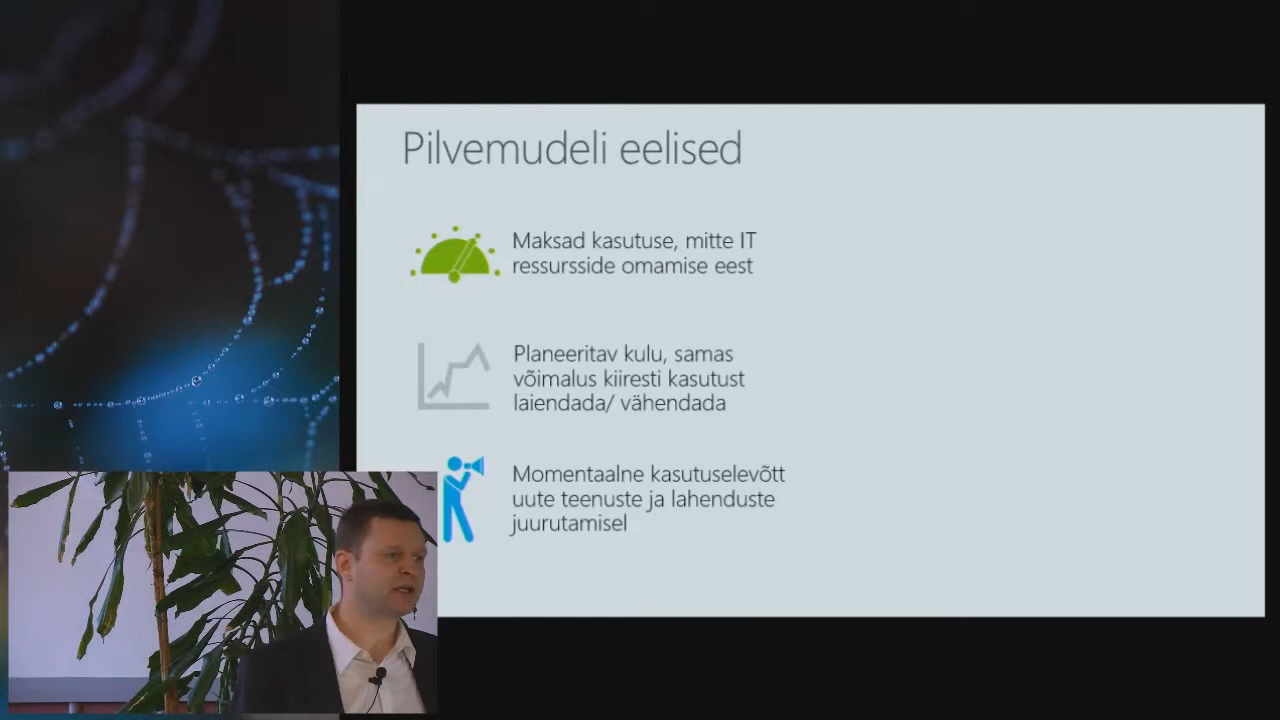 Pilvemudeli eelised
Maksad kasutuse, mitte IT
ressursside omamise eest
Planeeritav kulu, samas
võimalus kiiresti kasutust
laiendada/ vähendada
Momentaalne kasutuselevõtt
uute teenuste ja lahenduste
juurutamisel